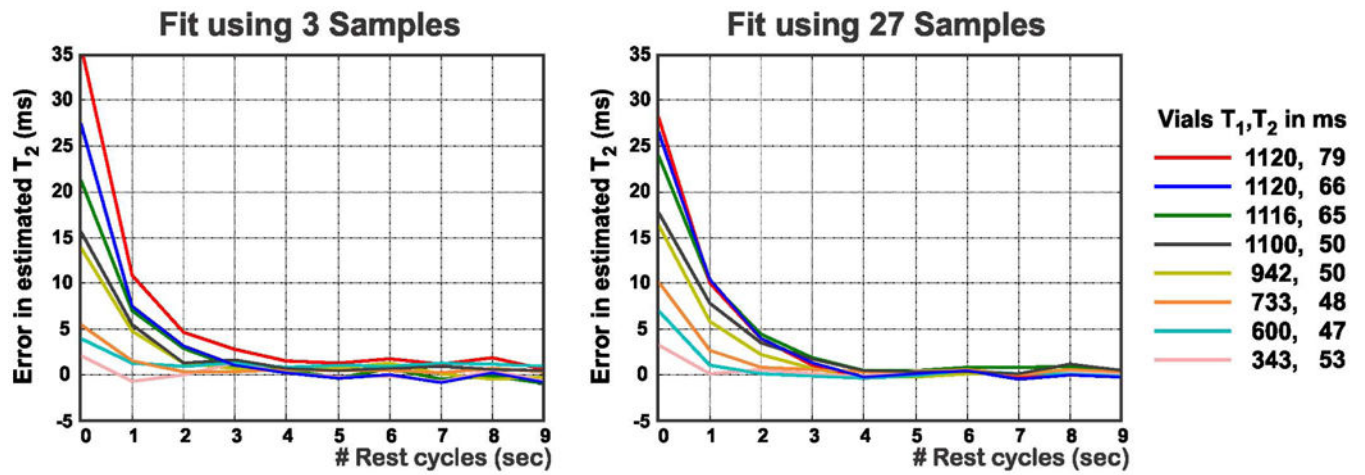 Fit using 3 Samples
Error in estimated T2 (ms)
35
30
25
20
15
10
5
0
-5
0 1 2 3 4 5 6 7 8 9
# Rest cycles (sec)
Fit using 27 Samples
Error in estimated T2 (ms)
35
30
25
20
15
10
5
0
-5
0 1 2 3 4 5 6 7 8 9
# Rest cycles (sec)
Vials T1,T2 in ms
1120, 79
1120, 66
1116, 65
1100, 50
942, 50
733, 48
600, 47
343, 53